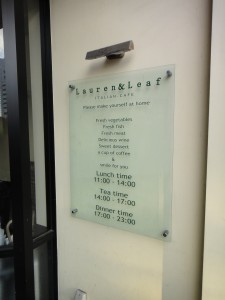 Lauren&Leaf
ITALIAN CAFE
Please make yourself at home
Fresh vegetables
Fresh fish
Fresh meat
Delicious wine
Sweet dessert
a cup of coffee
&
smile for you
Lunch time
11:00 - 14:00
Tea time
14:00 - 17:00
Dinner time
17:00 - 23:00